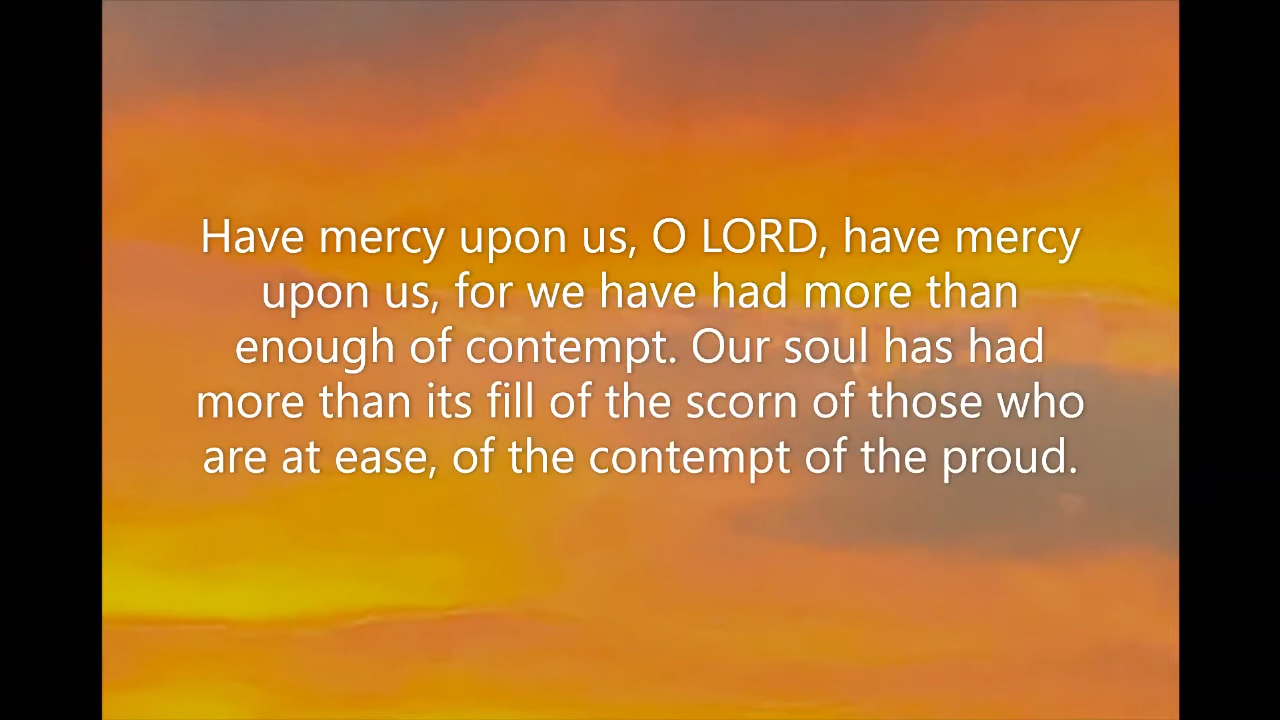 Have mercy upon us, O LORD, have mercy
upon us, for we have had more than
enough of contempt. Our soul has had
more than its fill of the scorn of those who
are at ease, of the contempt of the proud.